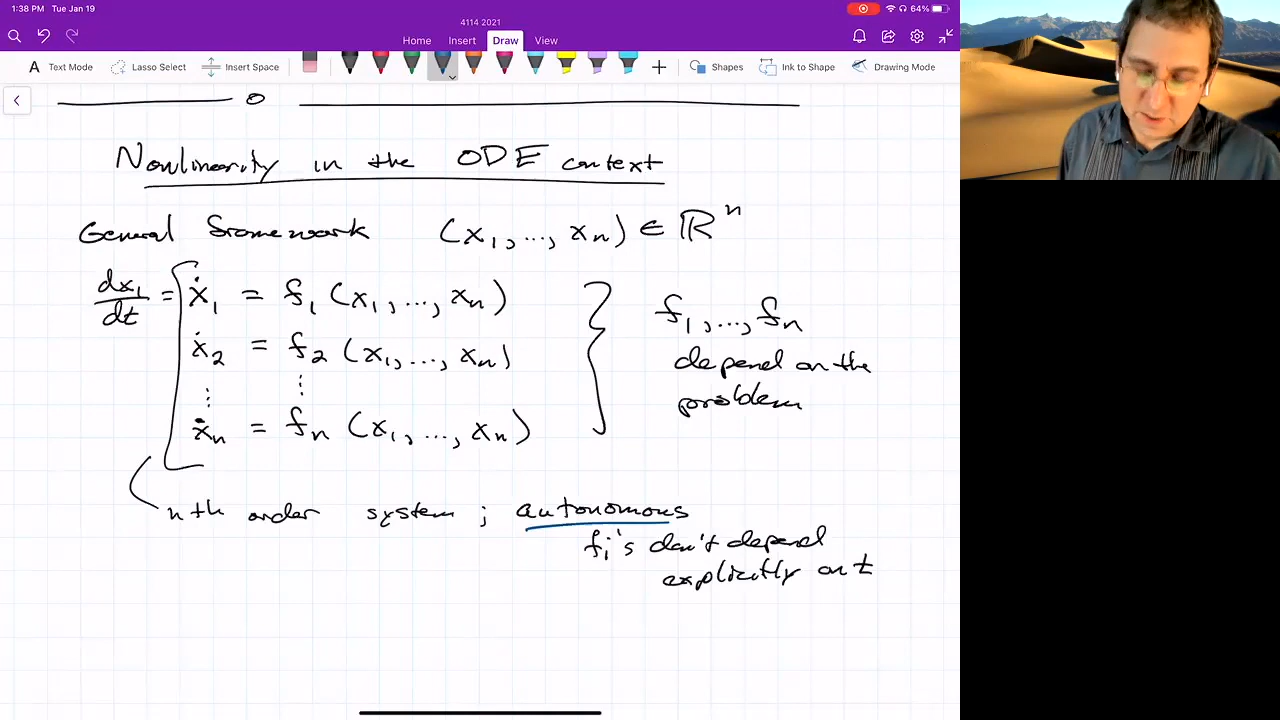 1:38 PM Tue Jan 19
64%
4114 2021
Home Insert Draw View
Text Mode Lasso Select Insert Space Shapes Ink to Shape Drawing Mode
Nonlinearity in the ODE context
General Framework (x₁, ..., xₙ) ∈ ℝⁿ
dx₁/dt = ẋ₁ = f₁ (x₁, ..., xₙ)
ẋ₂ = f₂ (x₁, ..., xₙ)
⋮ ⋮
ẋₙ = fₙ (x₁, ..., xₙ)
f₁, ..., fₙ
depend on the
problem
nth order system ; autonomous
fᵢ's don't depend
explicitly on t